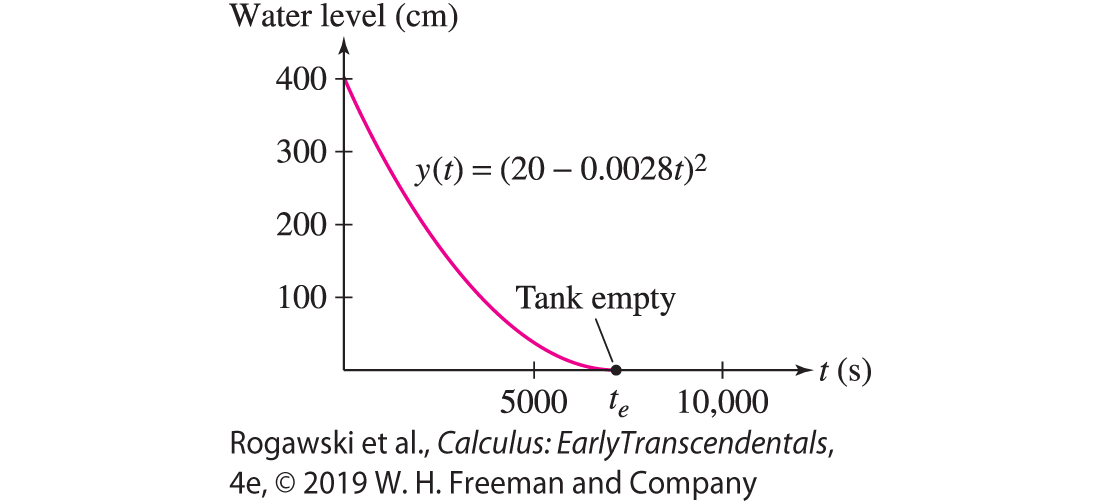 Water level (cm)
400
300
y(t) = (20 – 0.0028t)²
200
100
Tank empty
t (s)
5000
tₑ
10,000
Rogawski et al., Calculus: EarlyTranscendentals,
4e, © 2019 W. H. Freeman and Company